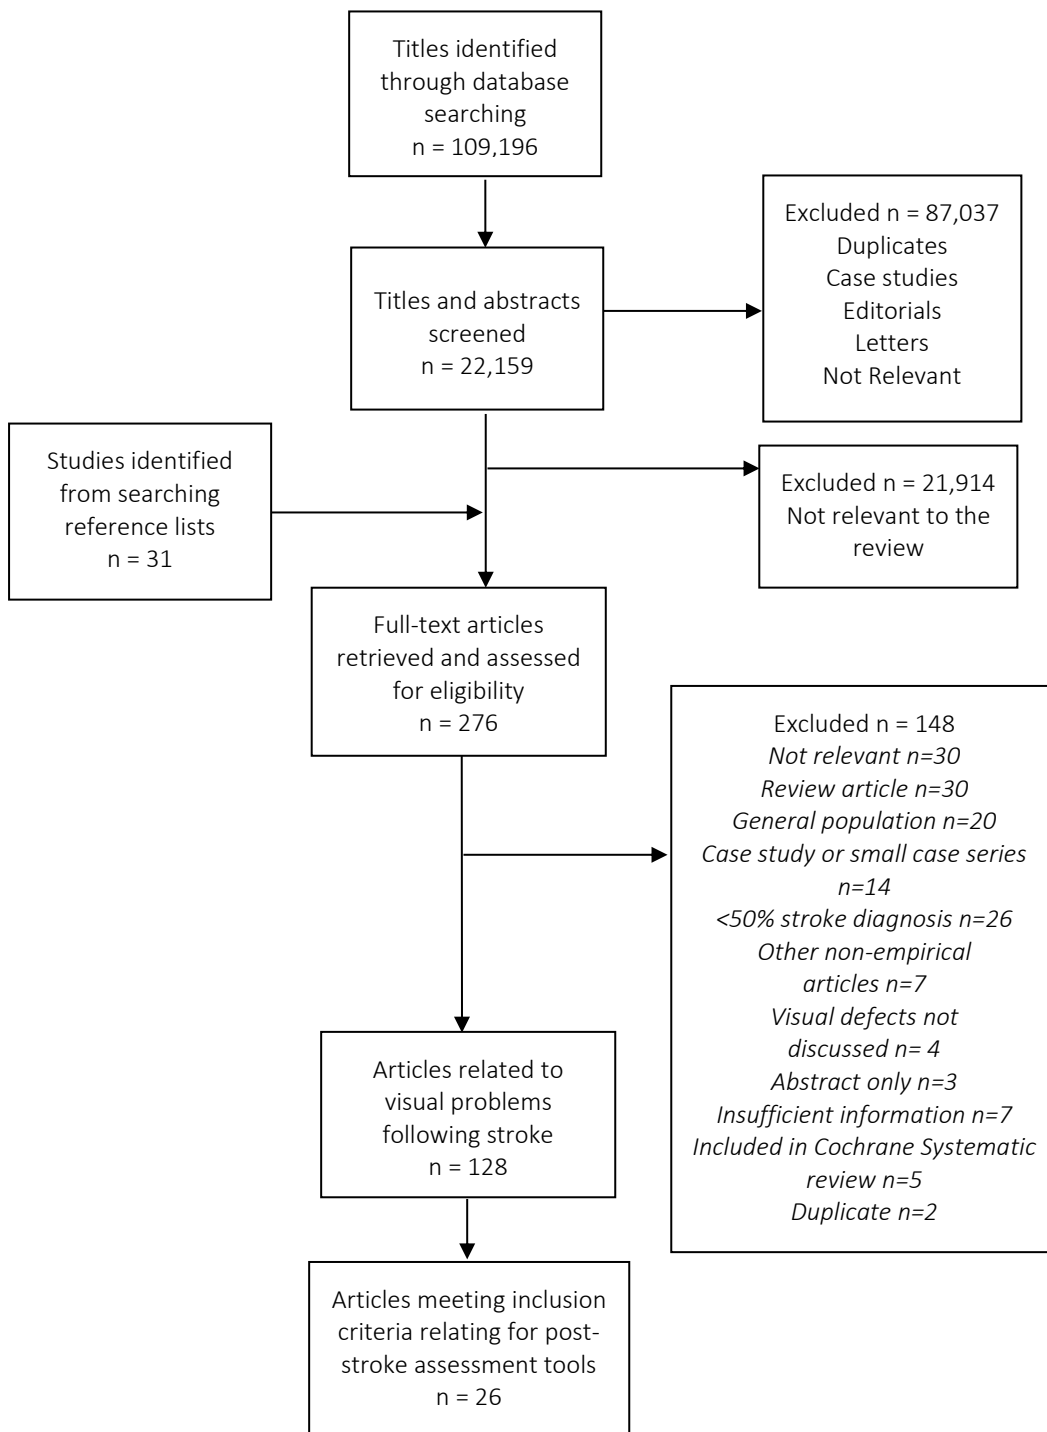 Titles identified
through database
searching
n = 109,196
Excluded n = 87,037
Duplicates
Case studies
Editorials
Letters
Not Relevant
Titles and abstracts
screened
n = 22,159
Studies identified
from searching
reference lists
n = 31
Excluded n = 21,914
Not relevant to the
review
Full-text articles
retrieved and assessed
for eligibility
n = 276
Excluded n = 148
Not relevant n=30
Review article n=30
General population n=20
Case study or small case series
n=14
<50% stroke diagnosis n=26
Other non-empirical
articles n=7
Visual defects not
discussed n= 4
Abstract only n=3
Insufficient information n=7
Included in Cochrane Systematic
review n=5
Duplicate n=2
Articles related to
visual problems
following stroke
n = 128
Articles meeting inclusion
criteria relating for post-
stroke assessment tools
n = 26